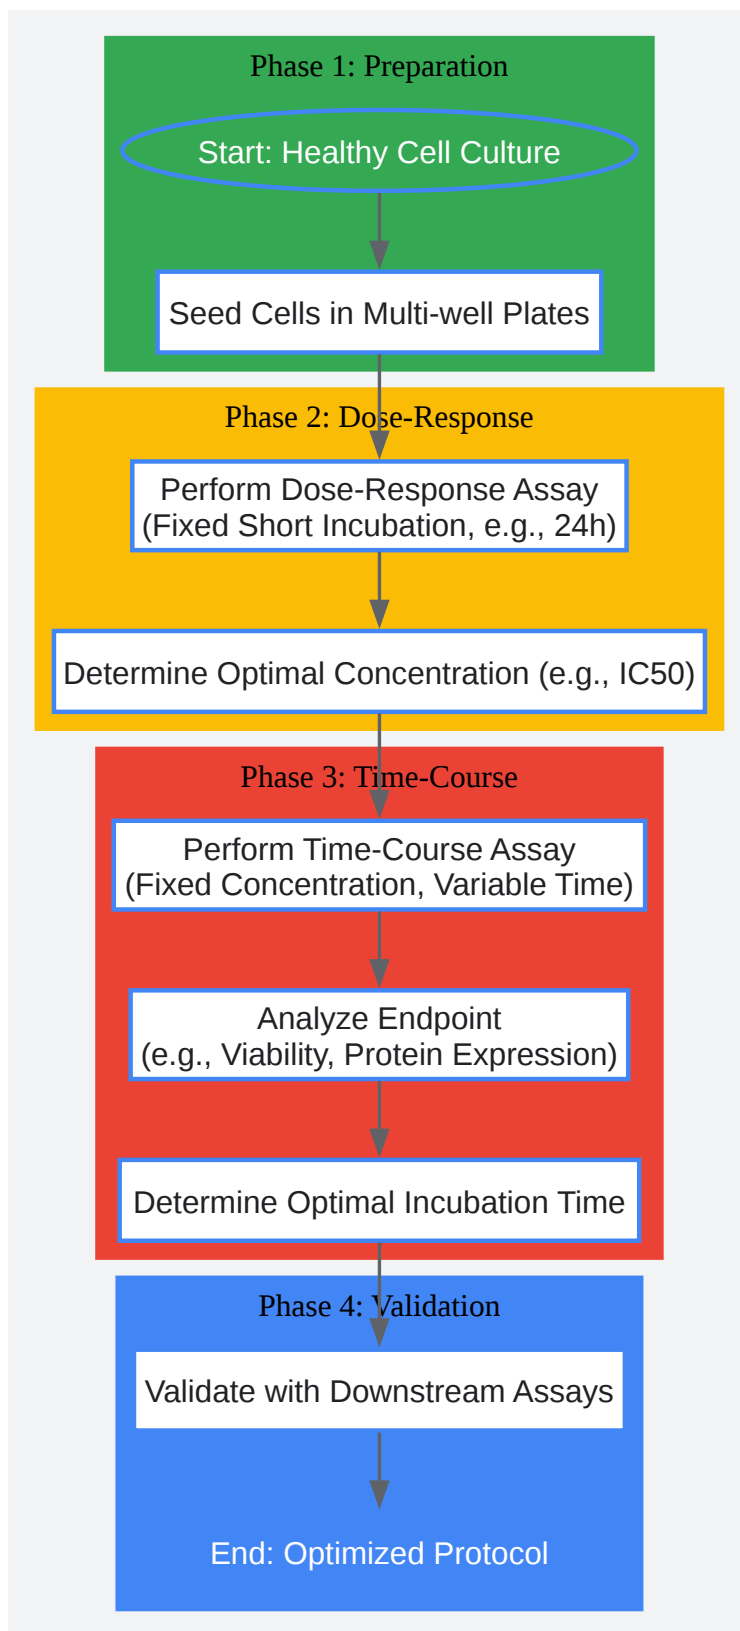 Phase 1: Preparation
Start: Healthy Cell Culture
Seed Cells in Multi-well Plates
Phase 2: Dose-Response
Perform Dose-Response Assay
(Fixed Short Incubation, e.g., 24h)
Determine Optimal Concentration (e.g., IC50)
Phase 3: Time-Course
Perform Time-Course Assay
(Fixed Concentration, Variable Time)
Analyze Endpoint
(e.g., Viability, Protein Expression)
Determine Optimal Incubation Time
Phase 4: Validation
Validate with Downstream Assays
End: Optimized Protocol